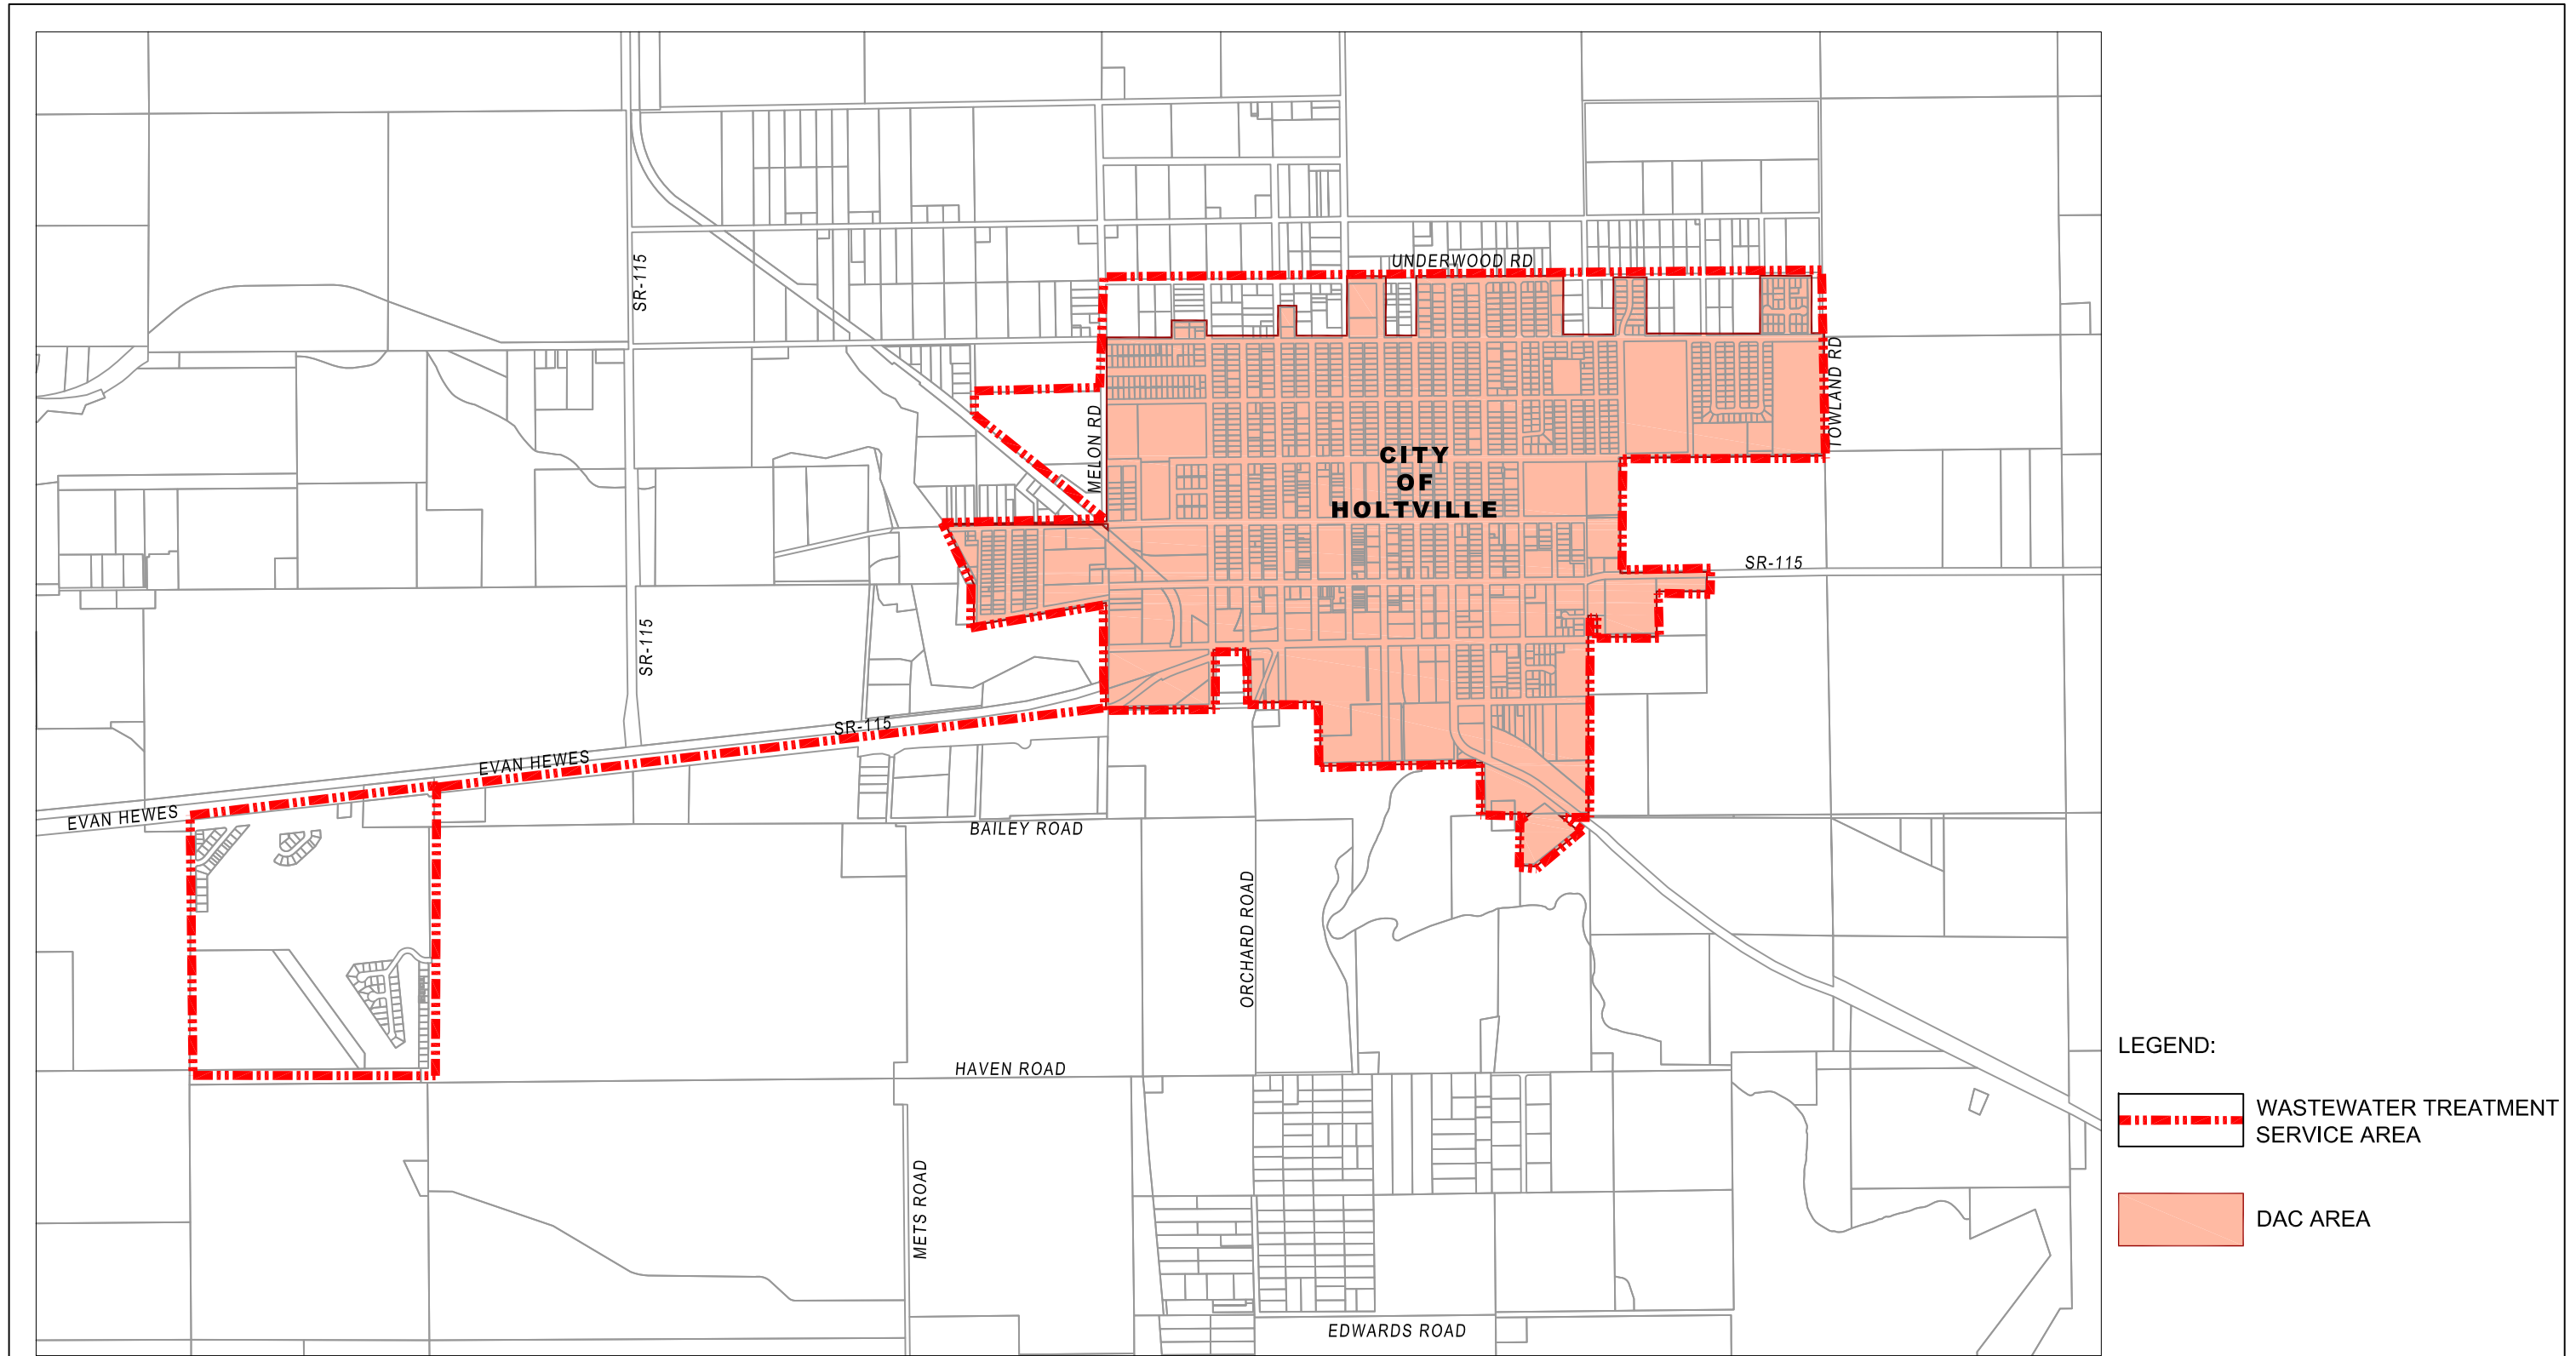 SR-115
UNDERWOOD RD
TOWLAND RD
MELON RD
CITY
OF
HOLTVILLE
SR-115
SR-115
SR-115
EVAN HEWES
EVAN HEWES
BAILEY ROAD
ORCHARD ROAD
HAVEN ROAD
METS ROAD
EDWARDS ROAD
LEGEND:
WASTEWATER TREATMENT
SERVICE AREA
DAC AREA